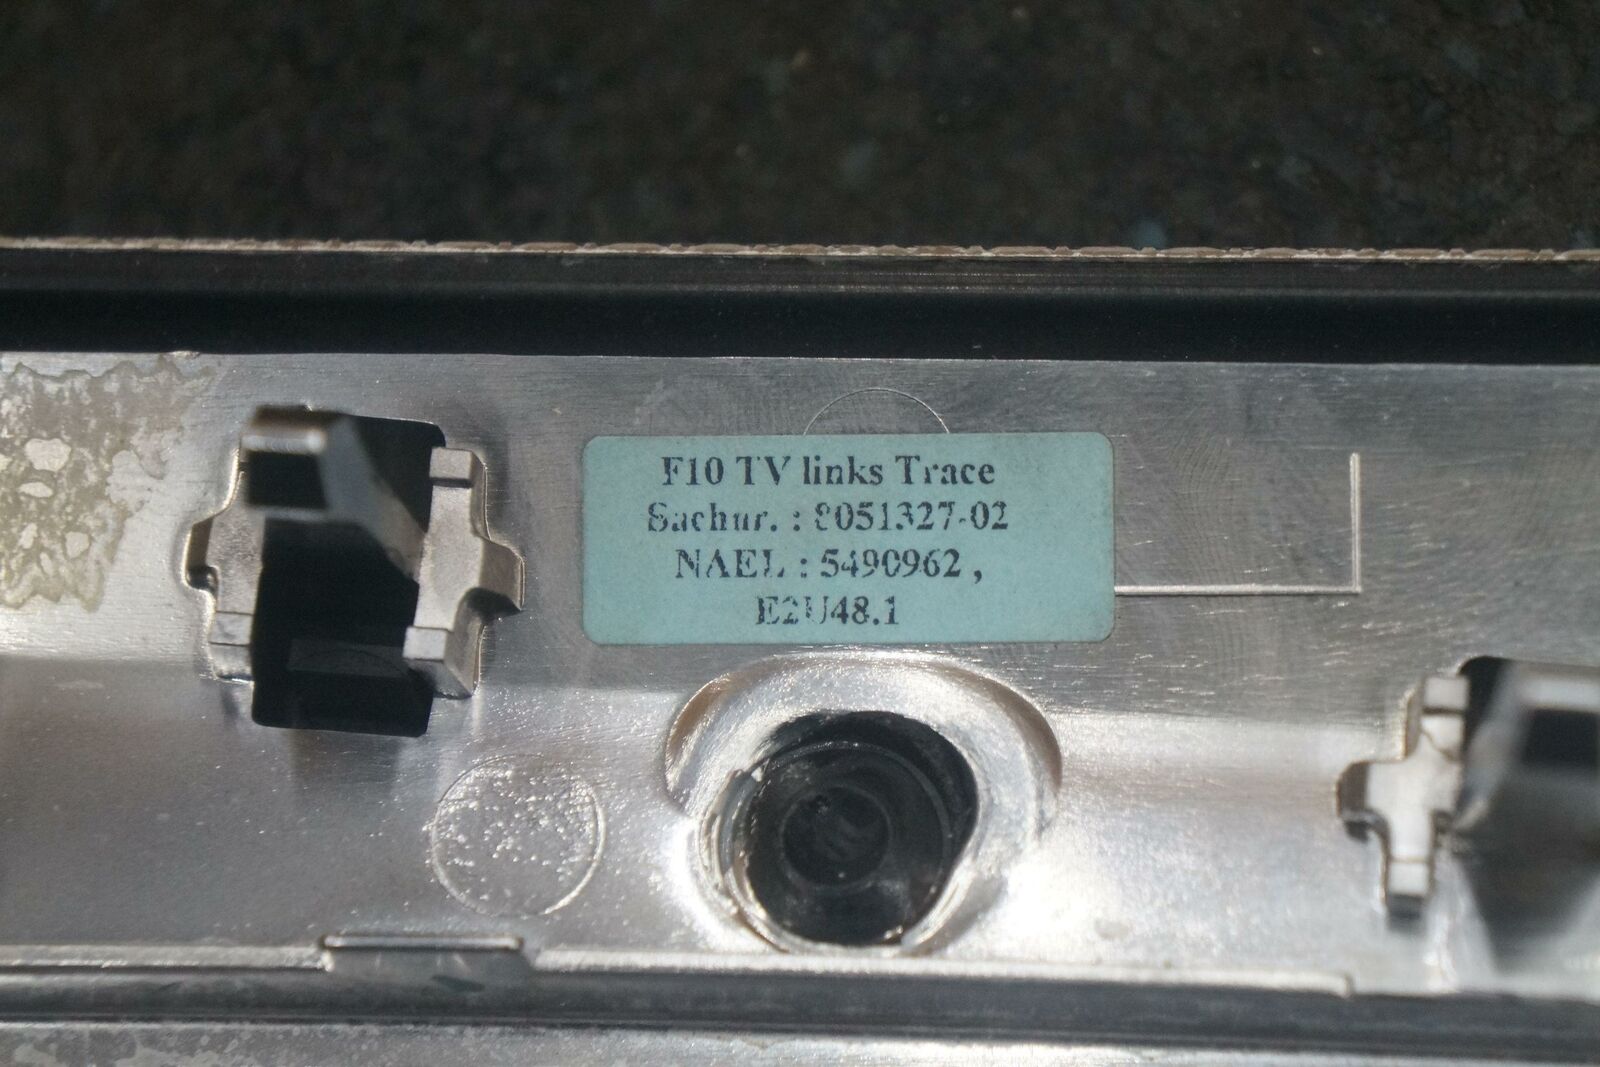 F10 TV links Trace
Sachnr. : 8051327-02
NAEL : 5490962 ,
E2U48.1